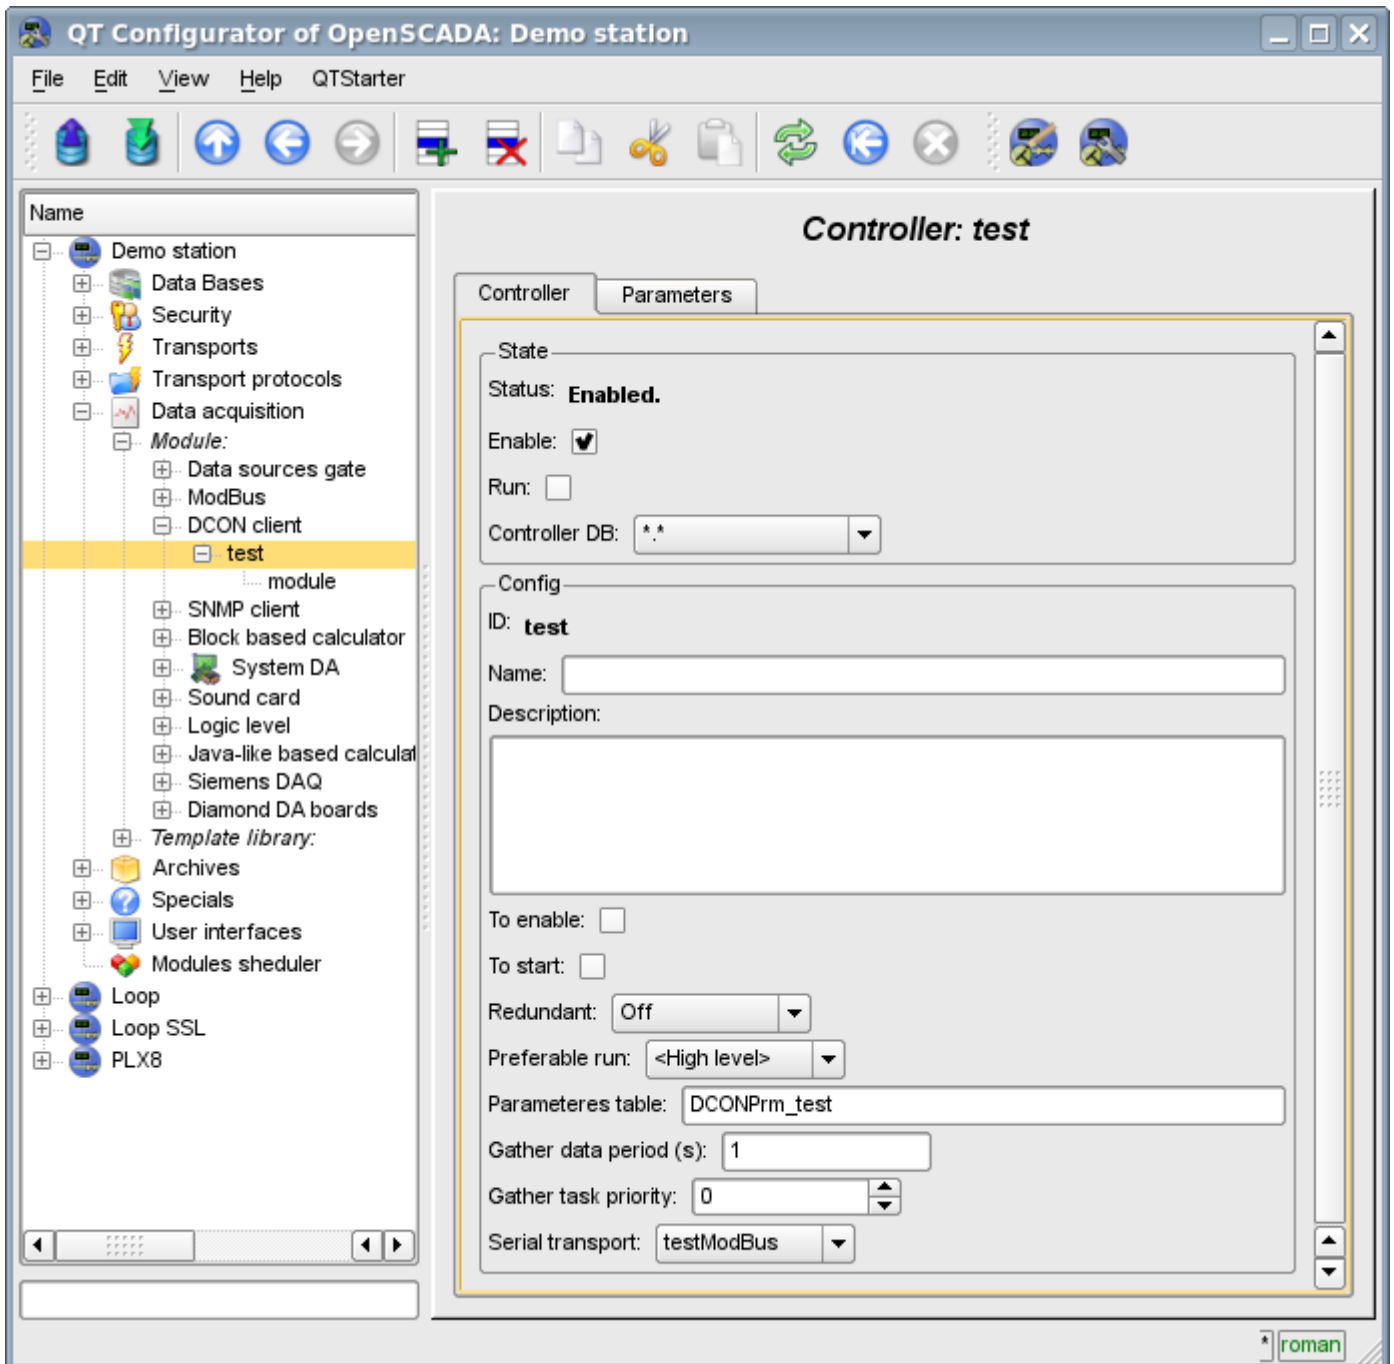 QT Configurator of OpenSCADA: Demo station
File Edit View Help QTStarter
Name
Demo station
Data Bases
Security
Transports
Transport protocols
Data acquisition
Module:
Data sources gate
ModBus
DCON client
test
module
SNMP client
Block based calculator
System DA
Sound card
Logic level
Java-like based calculat
Siemens DAQ
Diamond DA boards
Template library:
Archives
Specials
User interfaces
Modules sheduler
Loop
Loop SSL
PLX8
Controller: test
Controller Parameters
State
Status: Enabled.
Enable:
Run:
Controller DB: *.*
Config
ID: test
Name:
Description:
To enable:
To start:
Redundant: Off
Preferable run: <High level>
Parameteres table: DCONPrm_test
Gather data period (s): 1
Gather task priority: 0
Serial transport: testModBus
* roman